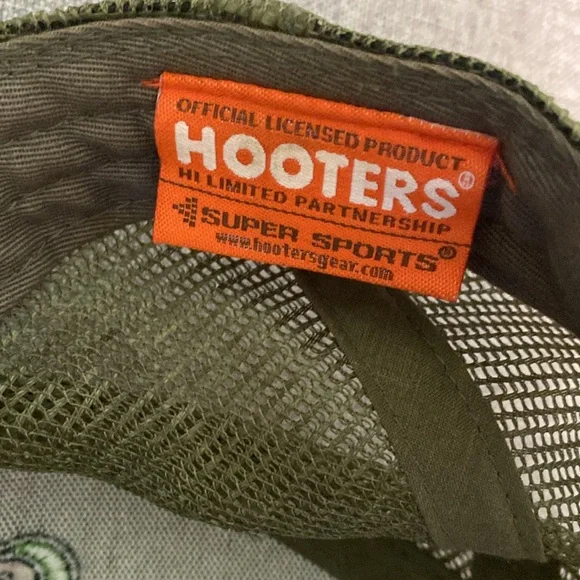 OFFICIAL LICENSED PRODUCT
HOOTERS®
HI LIMITED PARTNERSHIP
SUPER SPORTS®
www.hootersgear.com